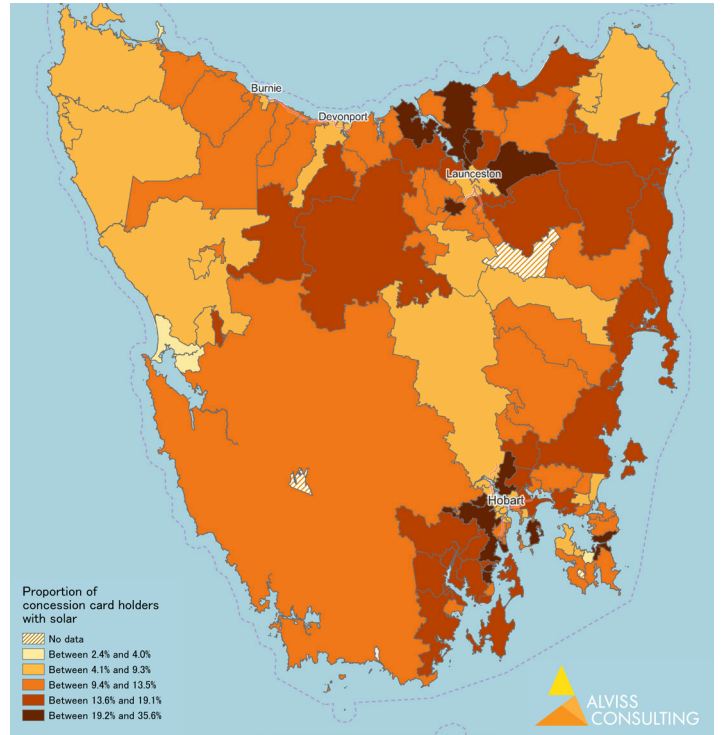 Burnie
Devonport
Launceston
Hobart
Proportion of
concession card holders
with solar
No data
Between 2.4% and 4.0%
Between 4.1% and 9.3%
Between 9.4% and 13.5%
Between 13.6% and 19.1%
Between 19.2% and 35.6%
ALVISS
CONSULTING